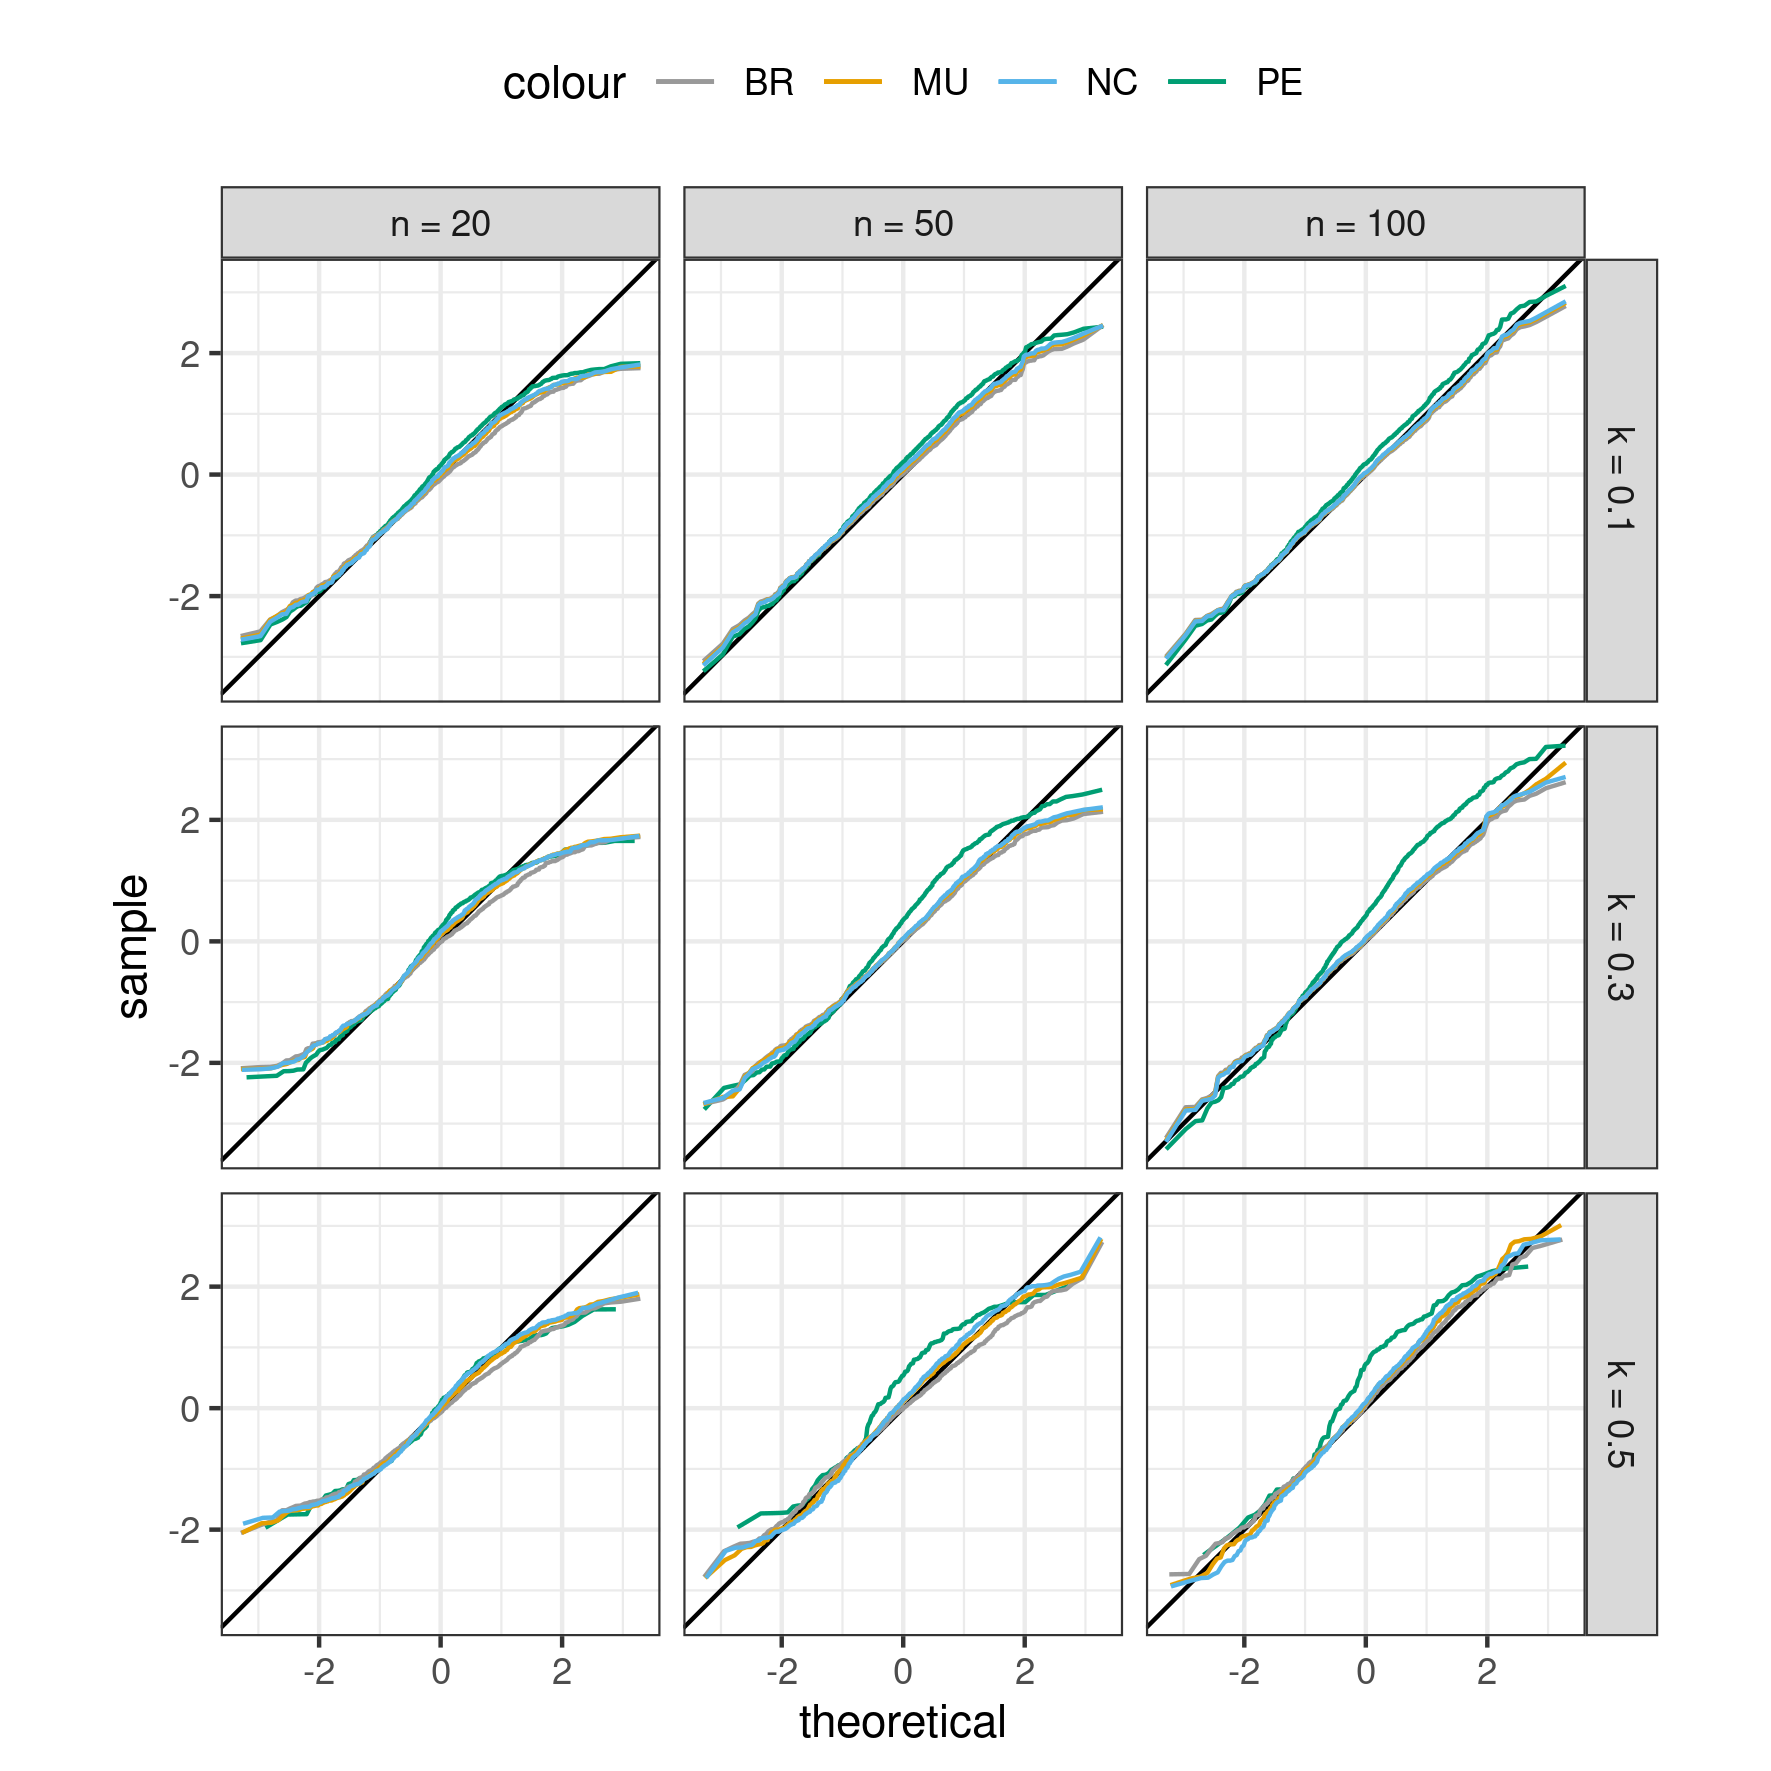 colour BR MU NC PE
n = 20 n = 50 n = 100
2
0
-2
k = 0.1
2
0
-2
k = 0.3
sample
2
0
-2
k = 0.5
-2 0 2 -2 0 2 -2 0 2
theoretical